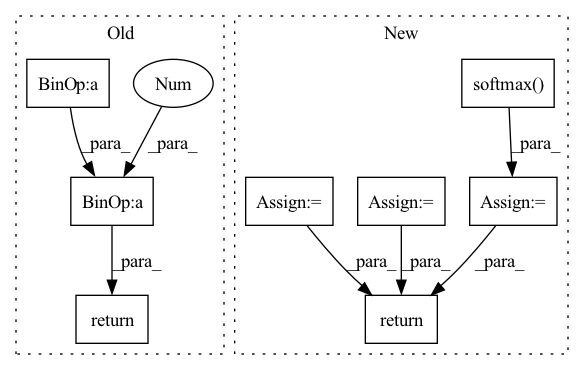 Old
New
BinOp:a
Num
softmax()
_para_
_para_
_para_
BinOp:a
Assign:=
Assign:=
Assign:=
_para_
_para_
_para_
_para_
return
return